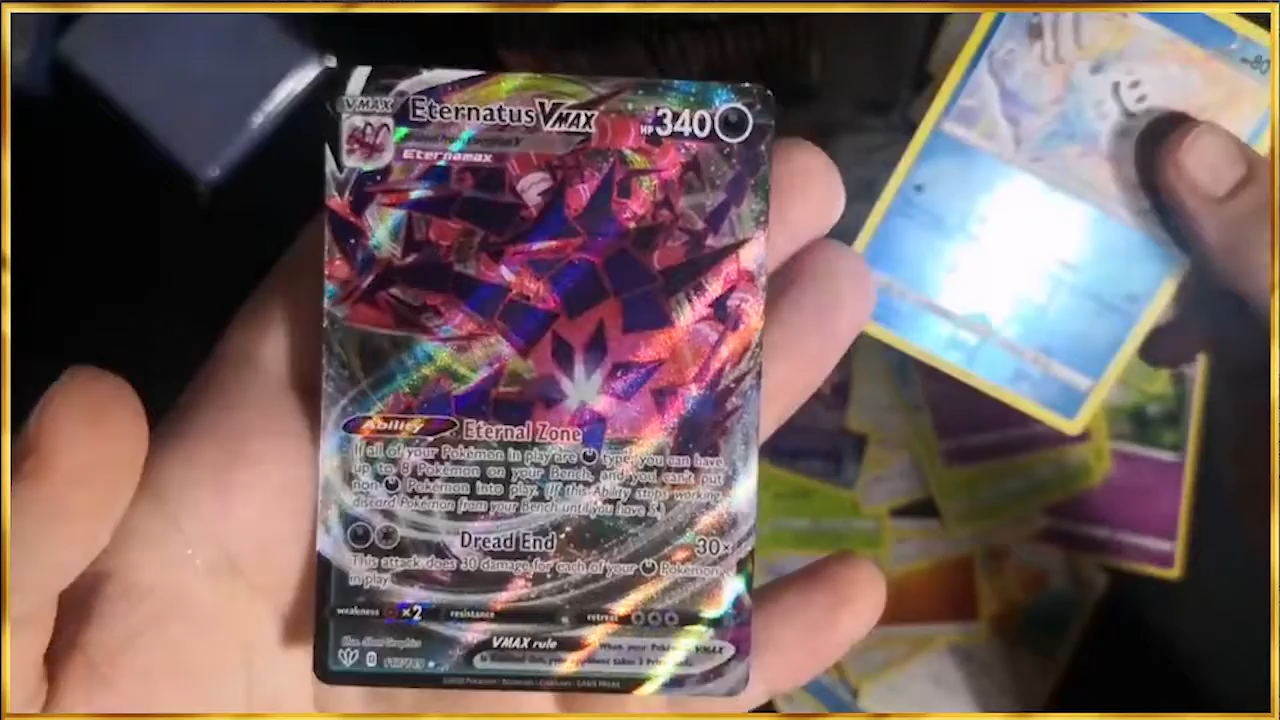 VMAX Eternatus VMAX HP 340
Eternamax
Ability Eternal Zone
If all of your Pokémon in play are type, you can have
up to 8 Pokémon on your Bench, and you can't put
non- Pokémon into play. (If this Ability stops working,
discard Pokémon from your Bench until you have 5.)
Dread End 30×
This attack does 30 damage for each of your Pokémon
in play.
weakness ×2 resistance retreat
VMAX rule When your Pokémon VMAX
is Knocked Out, your opponent takes 3 Prize cards.
-80